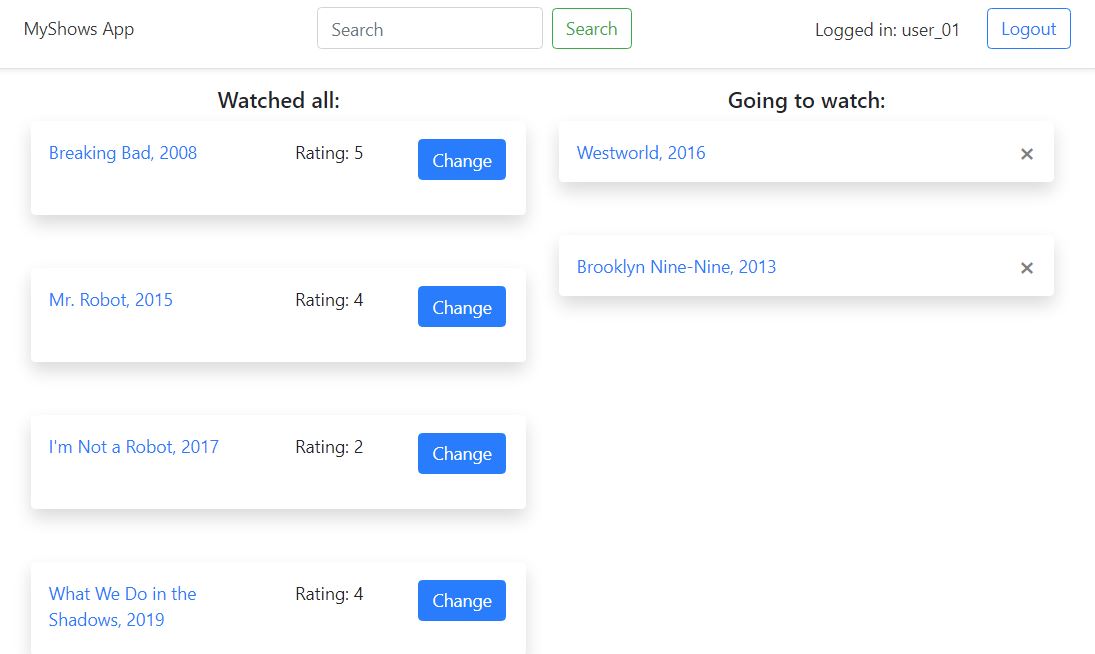 MyShows App
Search
Search
Logged in: user_01
Logout
Watched all:
Breaking Bad, 2008
Rating: 5
Change
Mr. Robot, 2015
Rating: 4
Change
I'm Not a Robot, 2017
Rating: 2
Change
What We Do in the
Shadows, 2019
Rating: 4
Change
Going to watch:
Westworld, 2016
×
Brooklyn Nine-Nine, 2013
×